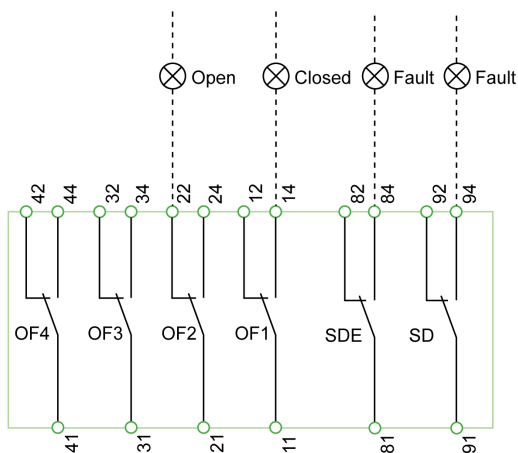 Open Closed Fault Fault
42 44 32 34 22 24 12 14 82 84 92 94
OF4 OF3 OF2 OF1 SDE SD
41 31 21 11 81 91